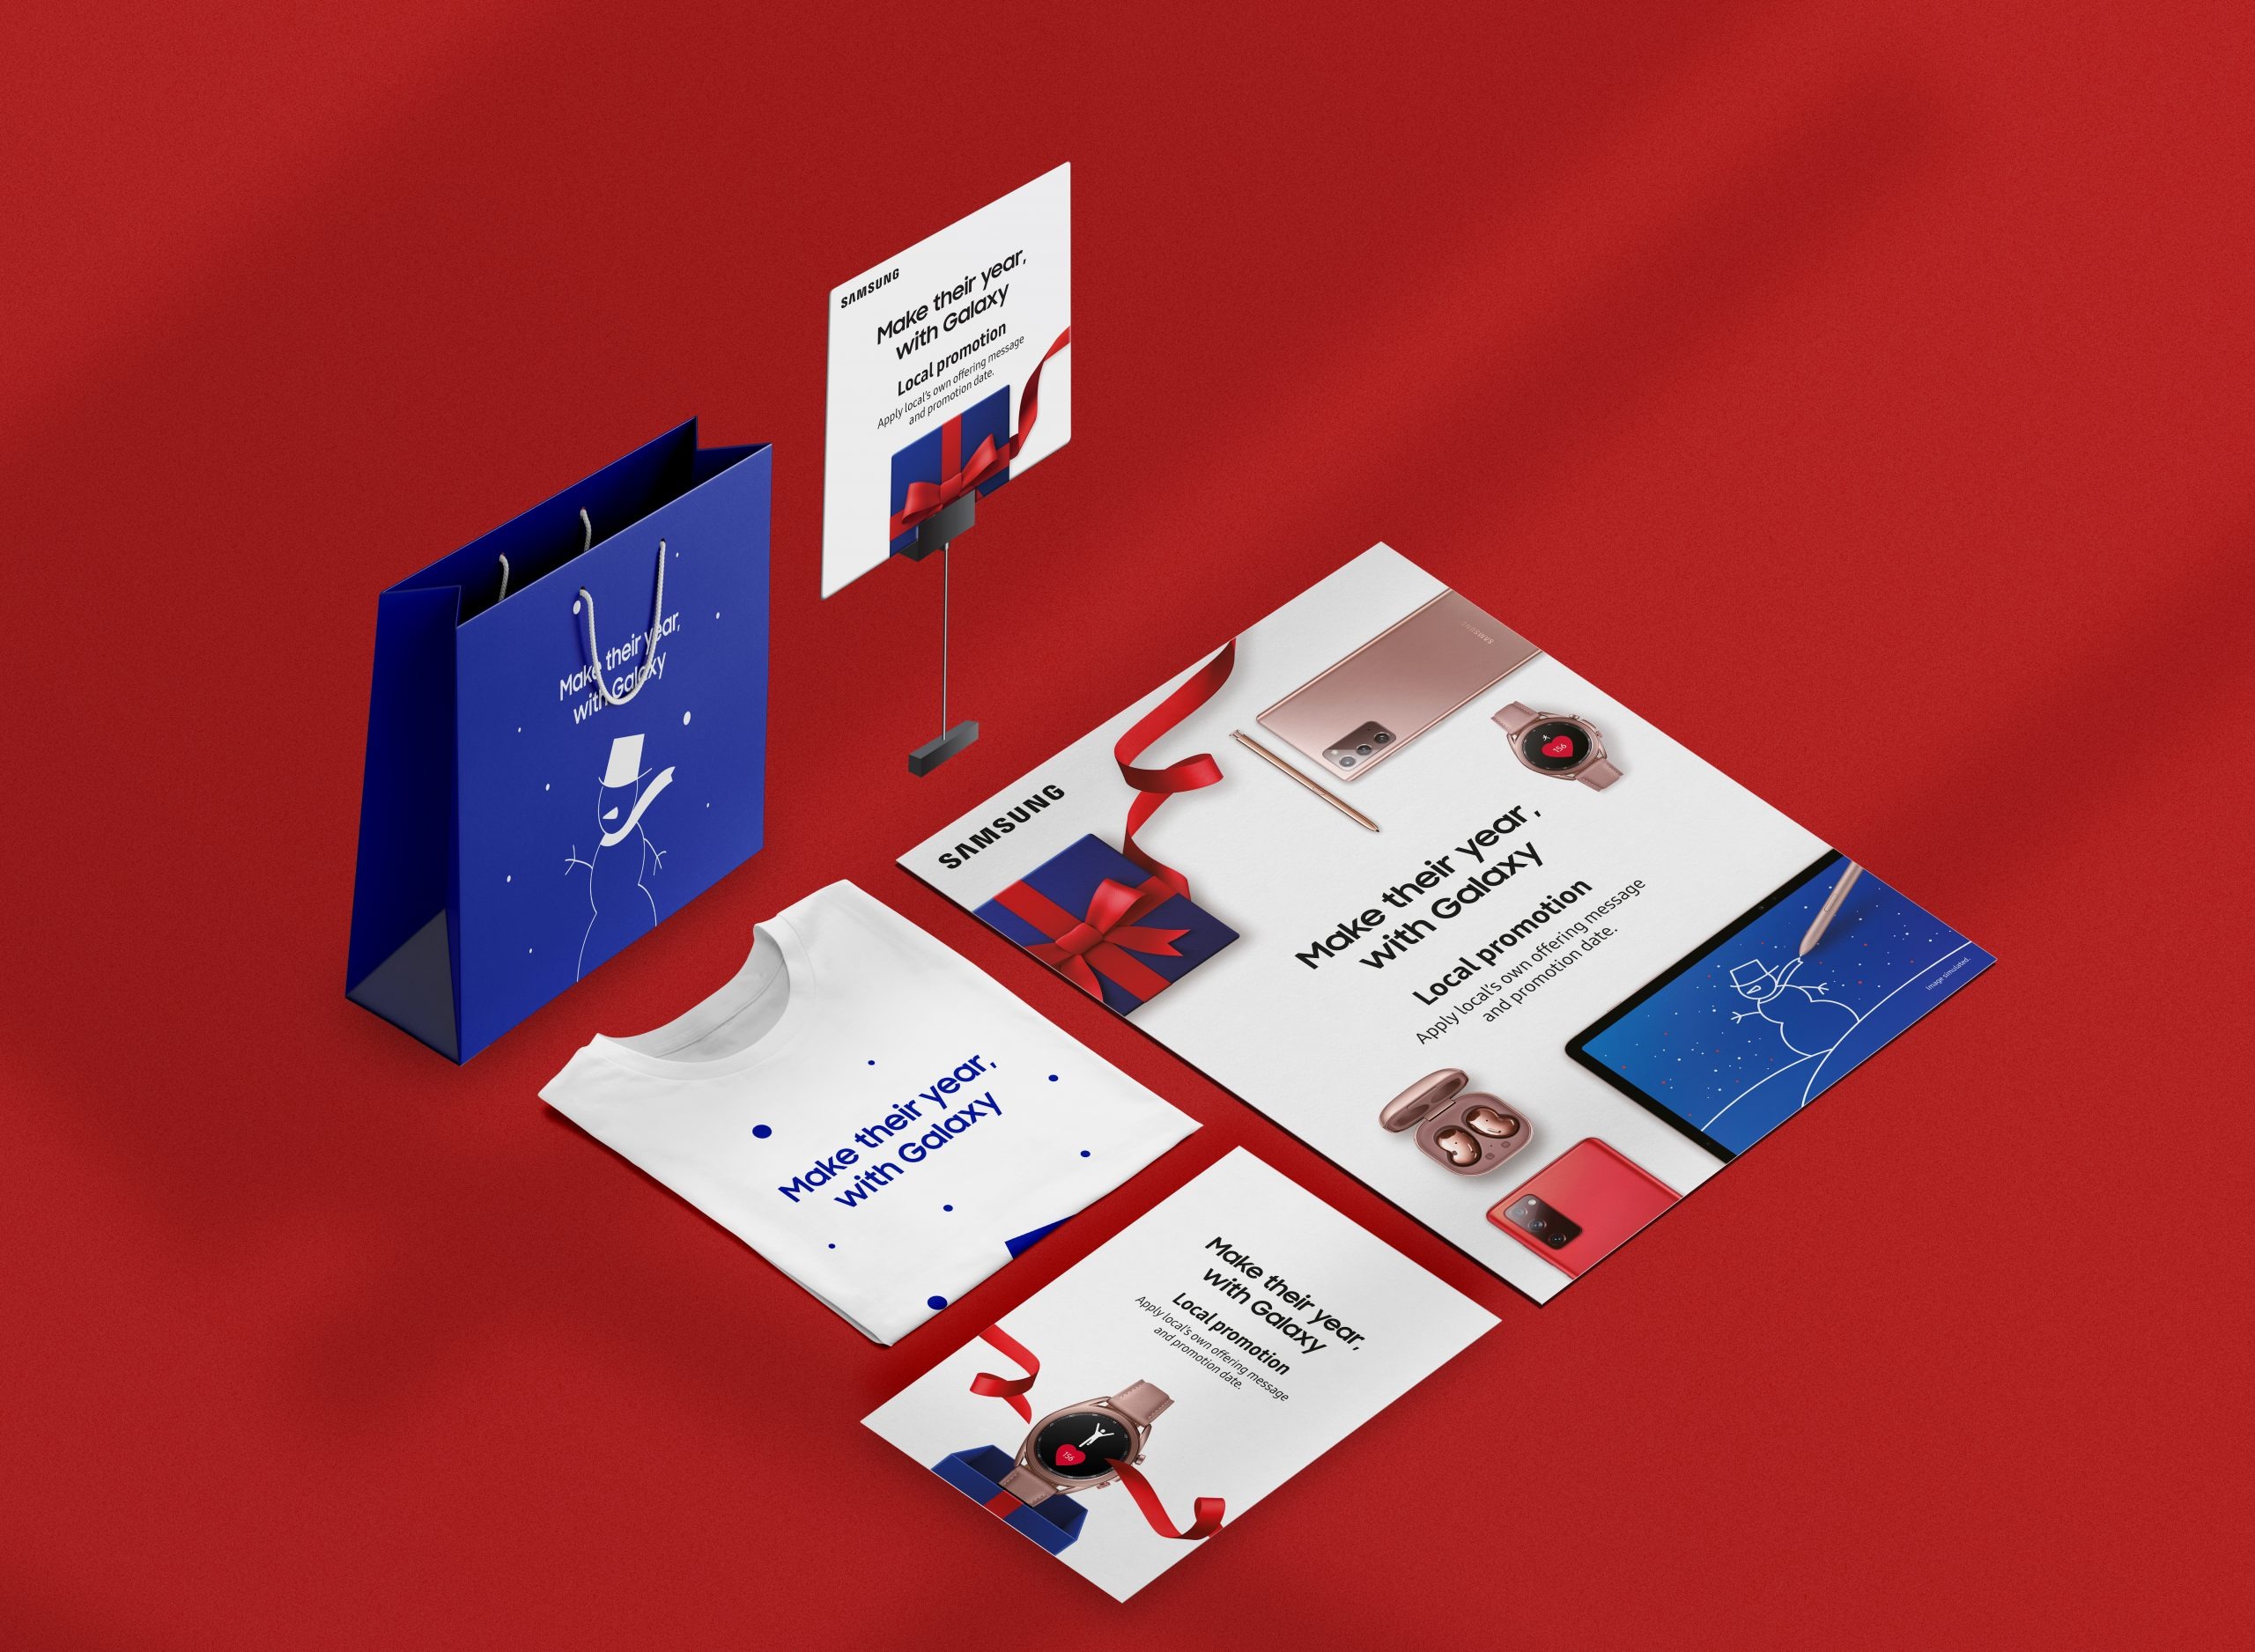 SAMSUNG
Make their year,
with Galaxy
Local promotion
Apply local's own offering message
and promotion date.
Make their year,
with Galaxy
SAMSUNG
SAMSUNG
156
Make their year,
with Galaxy
Local promotion
Apply local's own offering message
and promotion date.
Image simulated.
Make their year,
with Galaxy
Make their year,
with Galaxy
Local promotion
Apply local's own offering message
and promotion date.
156